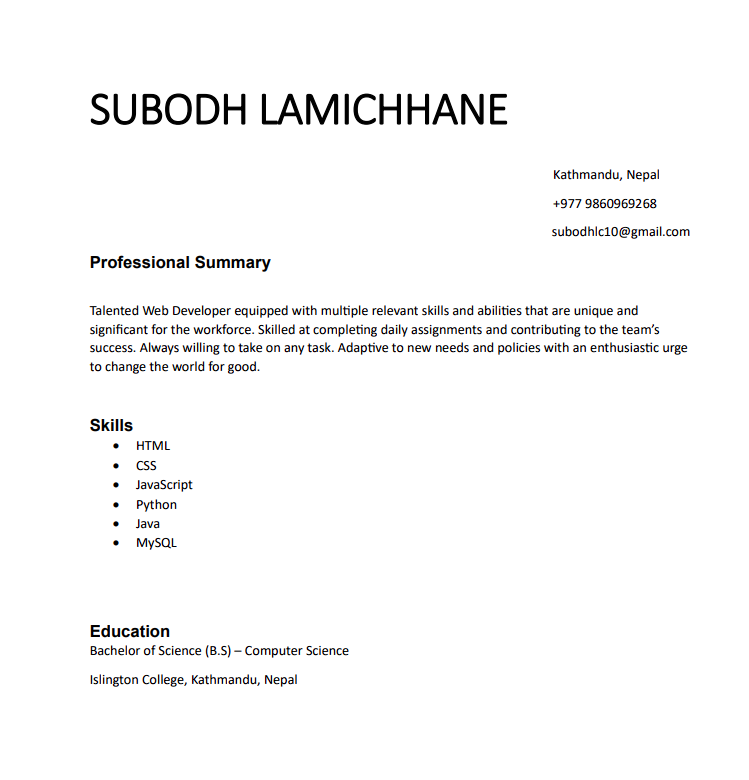 SUBODH LAMICHHANE
Kathmandu, Nepal
+977 9860969268
subodhlc10@gmail.com
Professional Summary
Talented Web Developer equipped with multiple relevant skills and abilities that are unique and
significant for the workforce. Skilled at completing daily assignments and contributing to the team’s
success. Always willing to take on any task. Adaptive to new needs and policies with an enthusiastic urge
to change the world for good.
Skills
• HTML
• CSS
• JavaScript
• Python
• Java
• MySQL
Education
Bachelor of Science (B.S) – Computer Science
Islington College, Kathmandu, Nepal